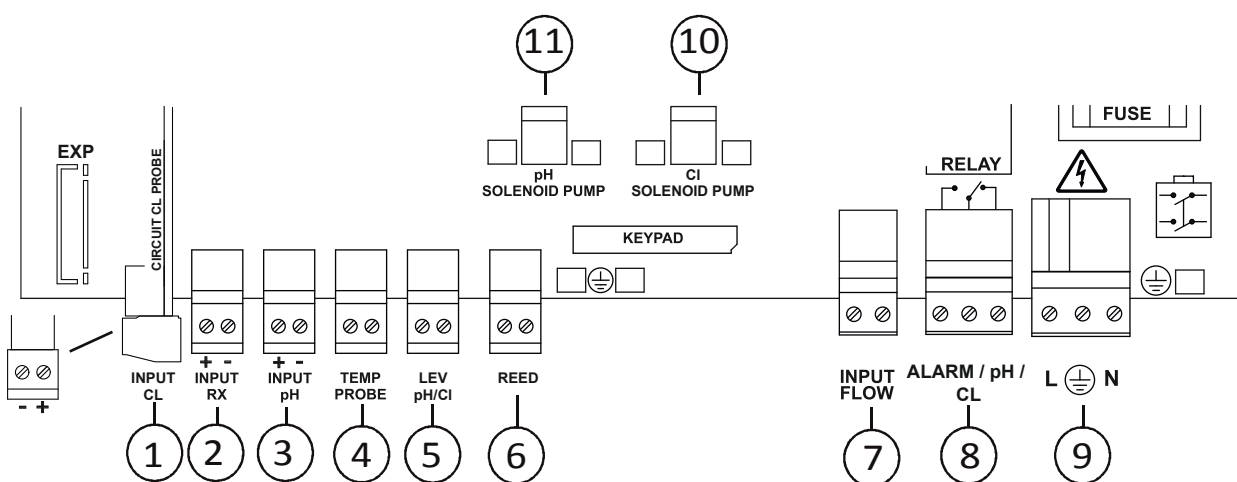 11
10
FUSE
EXP
CIRCUIT CL PROBE
pH
SOLENOID PUMP
Cl
SOLENOID PUMP
RELAY
KEYPAD
- +
+ -
+ -
INPUT
CL
INPUT
RX
INPUT
pH
TEMP
PROBE
LEV
pH/Cl
REED
INPUT
FLOW
ALARM / pH /
CL
L N
1
2
3
4
5
6
7
8
9